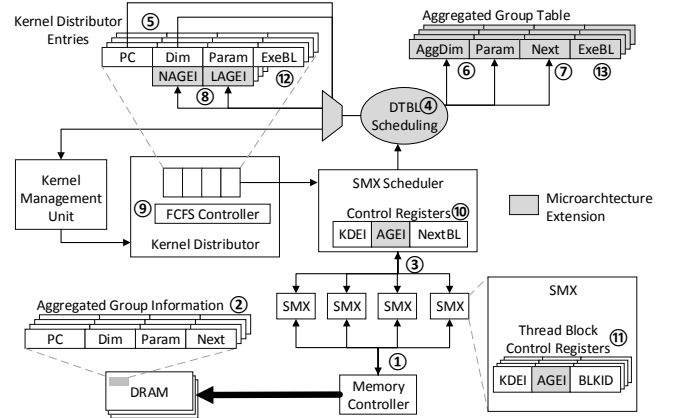 Kernel Distributor
Entries
⑤
PC Dim Param ExeBL
NAGEI LAGEI
⑫
⑧
Aggregated Group Table
AggDim Param Next ExeBL
⑥ ⑦ ⑬
DTBL ④
Scheduling
Kernel
Management
Unit
⑨ FCFS Controller
Kernel Distributor
SMX Scheduler
Control Registers ⑩
KDEI AGEI NextBL
Microarchtecture
Extension
③
SMX SMX SMX SMX
SMX
Thread Block
Control Registers
⑪
KDEI AGEI BLKID
Aggregated Group Information ②
PC Dim Param Next
①
DRAM
Memory
Controller